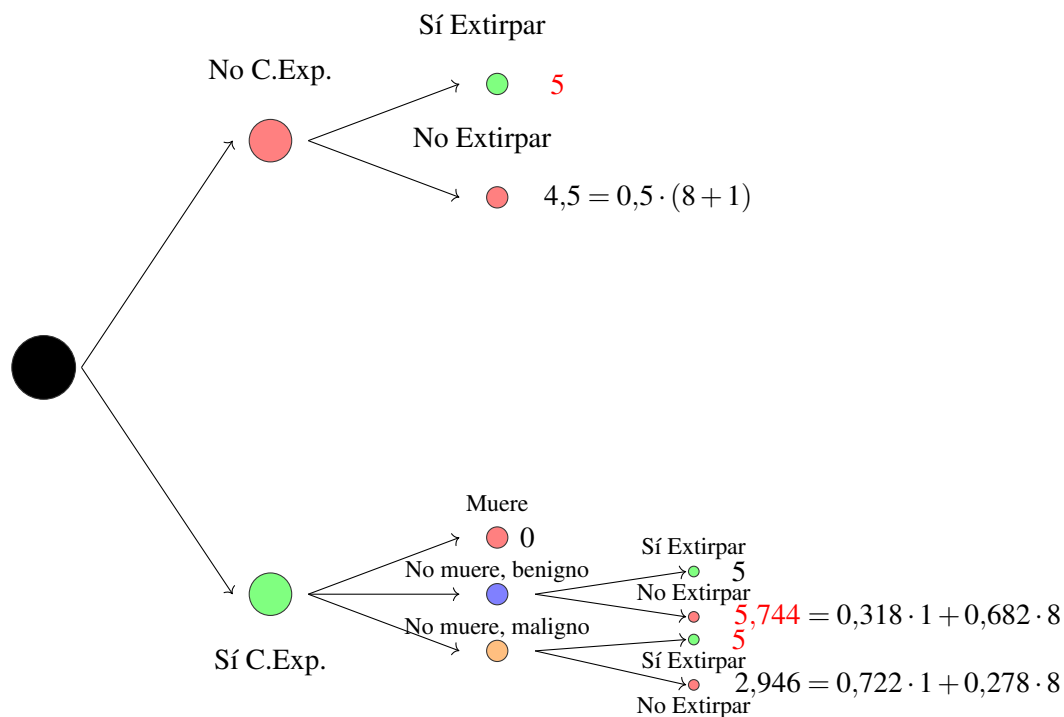 Sí Extirpar
No C.Exp.
5
No Extirpar
4,5 = 0,5 · (8 + 1)
Muere
0
Sí Extirpar
No muere, benigno
5
No Extirpar
5,744 = 0,318 · 1 + 0,682 · 8
No muere, maligno
5
Sí C.Exp.
Sí Extirpar
2,946 = 0,722 · 1 + 0,278 · 8
No Extirpar